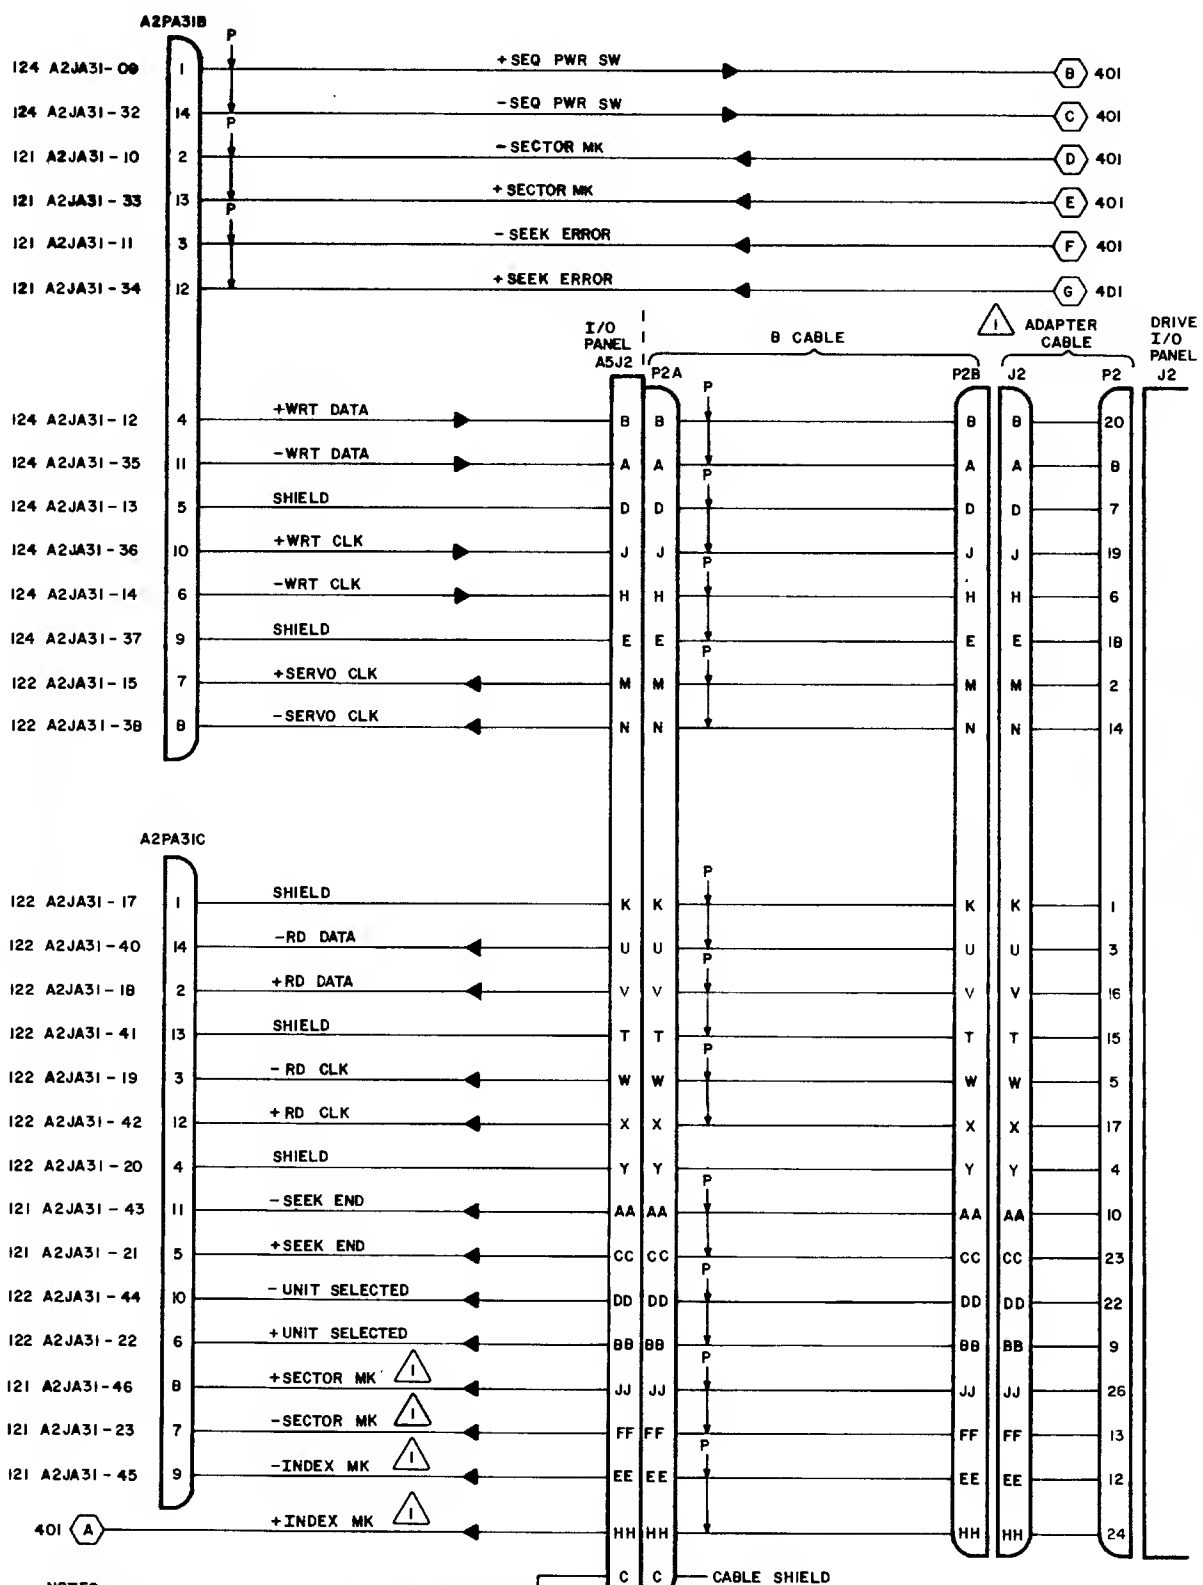 A2PA31B
P
124 A2JA31-09 1 +SEQ PWR SW B 401
124 A2JA31-32 14 -SEQ PWR SW C 401
P
121 A2JA31-10 2 -SECTOR MK D 401
121 A2JA31-33 13 +SECTOR MK E 401
P
121 A2JA31-11 3 -SEEK ERROR F 401
121 A2JA31-34 12 +SEEK ERROR G 401
I/O PANEL A5J2 P2A B CABLE P2B 1 ADAPTER CABLE J2 P2 DRIVE I/O PANEL J2
P
124 A2JA31-12 4 +WRT DATA B B B B 20
124 A2JA31-35 11 -WRT DATA A A A A 8
P
124 A2JA31-13 5 SHIELD D D D D 7
P
124 A2JA31-36 10 +WRT CLK J J J J 19
P
124 A2JA31-14 6 -WRT CLK H H H H 6
124 A2JA31-37 9 SHIELD E E E E 18
P
122 A2JA31-15 7 +SERVO CLK M M M M 2
122 A2JA31-38 8 -SERVO CLK N N N N 14
A2PA31C
P
122 A2JA31-17 1 SHIELD K K K K 1
122 A2JA31-40 14 -RD DATA U U U U 3
P
122 A2JA31-18 2 +RD DATA V V V V 16
122 A2JA31-41 13 SHIELD T T T T 15
P
122 A2JA31-19 3 -RD CLK W W W W 5
122 A2JA31-42 12 +RD CLK X X X X 17
122 A2JA31-20 4 SHIELD Y Y Y Y 4
P
121 A2JA31-43 11 -SEEK END AA AA AA AA 10
121 A2JA31-21 5 +SEEK END CC CC CC CC 23
P
122 A2JA31-44 10 -UNIT SELECTED DD DD DD DD 22
122 A2JA31-22 6 +UNIT SELECTED BB BB BB BB 9
P
121 A2JA31-46 8 +SECTOR MK 1 JJ JJ JJ JJ 26
121 A2JA31-23 7 -SECTOR MK 1 FF FF FF FF 13
P
121 A2JA31-45 9 -INDEX MK 1 EE EE EE EE 12
401 A +INDEX MK 1 HH HH HH HH 24
C C CABLE SHIELD